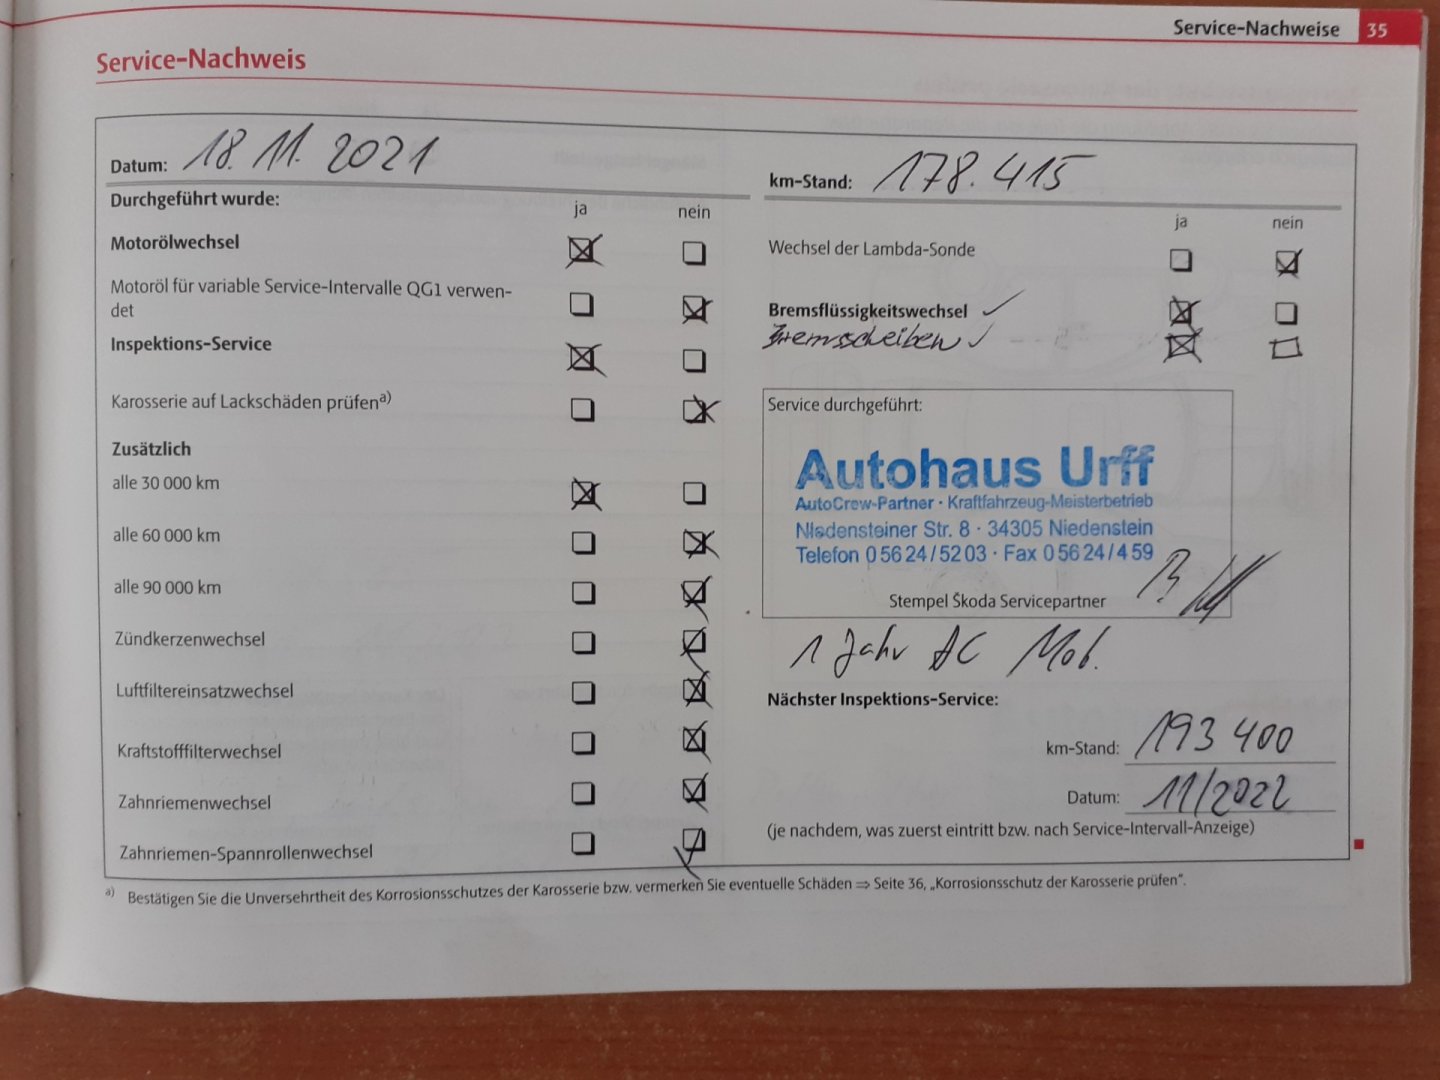 Service-Nachweise 35
Service-Nachweis
Datum: 18.11.2021
km-Stand: 178.415
Durchgeführt wurde:
ja nein
Motorölwechsel
Motoröl für variable Service-Intervalle QG1 verwen-
det
Inspektions-Service
Karosserie auf Lackschäden prüfen a)
Zusätzlich
alle 30 000 km
alle 60 000 km
alle 90 000 km
Zündkerzenwechsel
Luftfiltereinsatzwechsel
Kraftstofffilterwechsel
Zahnriemenwechsel
Zahnriemen-Spannrollenwechsel
ja nein
Wechsel der Lambda-Sonde
Bremsflüssigkeitswechsel ✓
Bremsscheiben ✓
Service durchgeführt:
Autohaus Urff
AutoCrew-Partner · Kraftfahrzeug-Meisterbetrieb
Niedensteiner Str. 8 · 34305 Niedenstein
Telefon 0 56 24 / 52 03 · Fax 0 56 24 / 4 59
Stempel Škoda Servicepartner
1 Jahr AC Mob.
Nächster Inspektions-Service:
km-Stand: 193 400
Datum: 11/2022
(je nachdem, was zuerst eintritt bzw. nach Service-Intervall-Anzeige)
a) Bestätigen Sie die Unversehrtheit des Korrosionsschutzes der Karosserie bzw. vermerken Sie eventuelle Schäden ⇒ Seite 36, „Korrosionsschutz der Karosserie prüfen“.